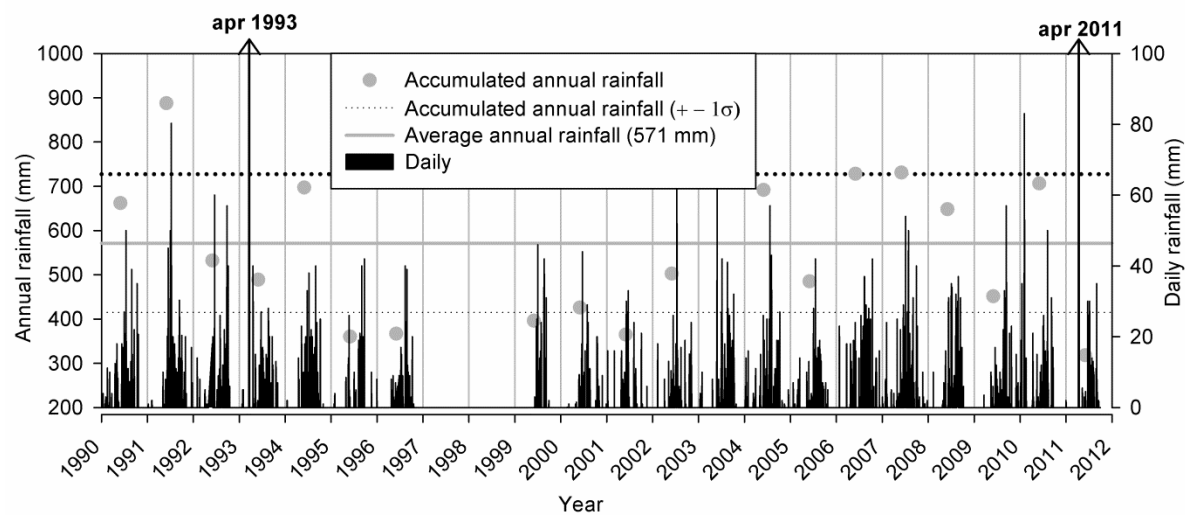 apr 1993
apr 2011
1000
900
800
700
600
500
400
300
200
Annual rainfall (mm)
Accumulated annual rainfall
Accumulated annual rainfall (+ − 1σ)
Average annual rainfall (571 mm)
Daily
100
80
60
40
20
0
Daily rainfall (mm)
1990 1991 1992 1993 1994 1995 1996 1997 1998 1999 2000 2001 2002 2003 2004 2005 2006 2007 2008 2009 2010 2011 2012
Year